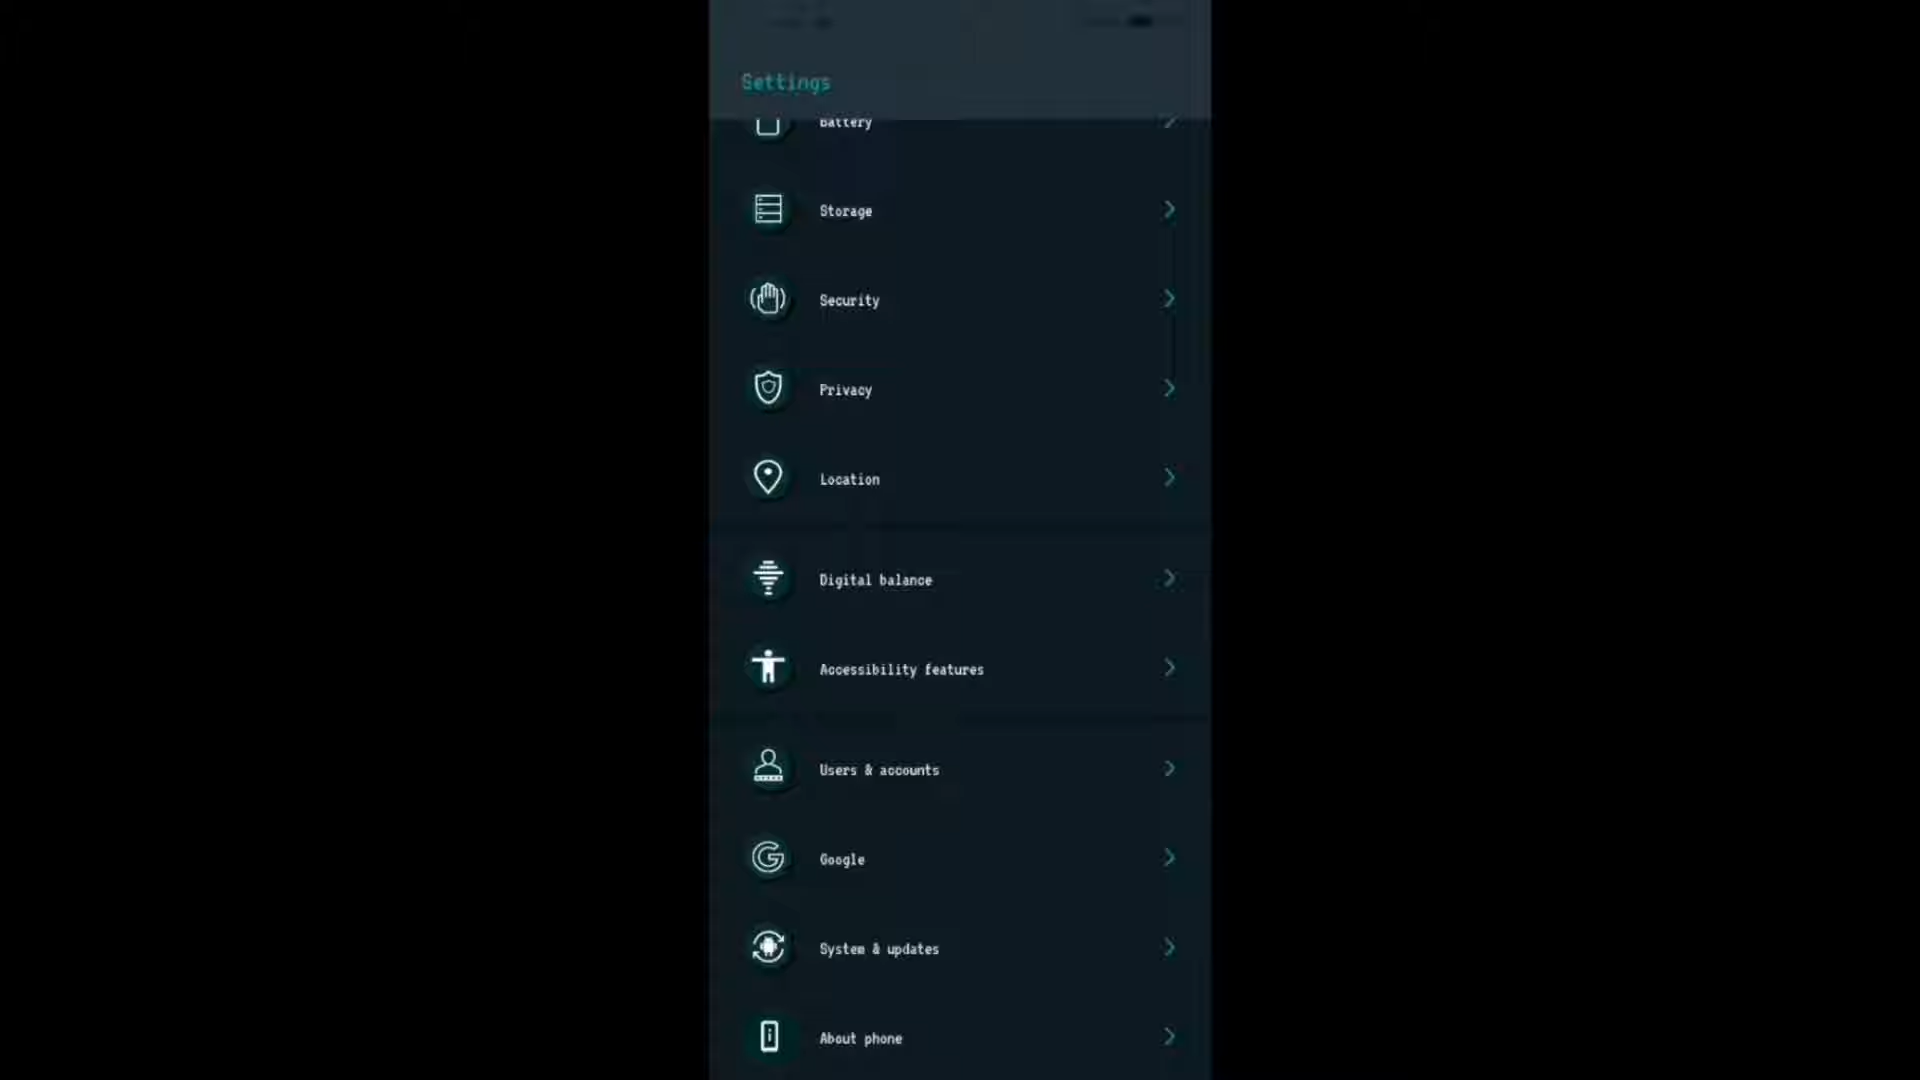 Settings
Battery
Storage
Security
Privacy
Location
Digital balance
Accessibility features
Users & accounts
Google
System & updates
About phone